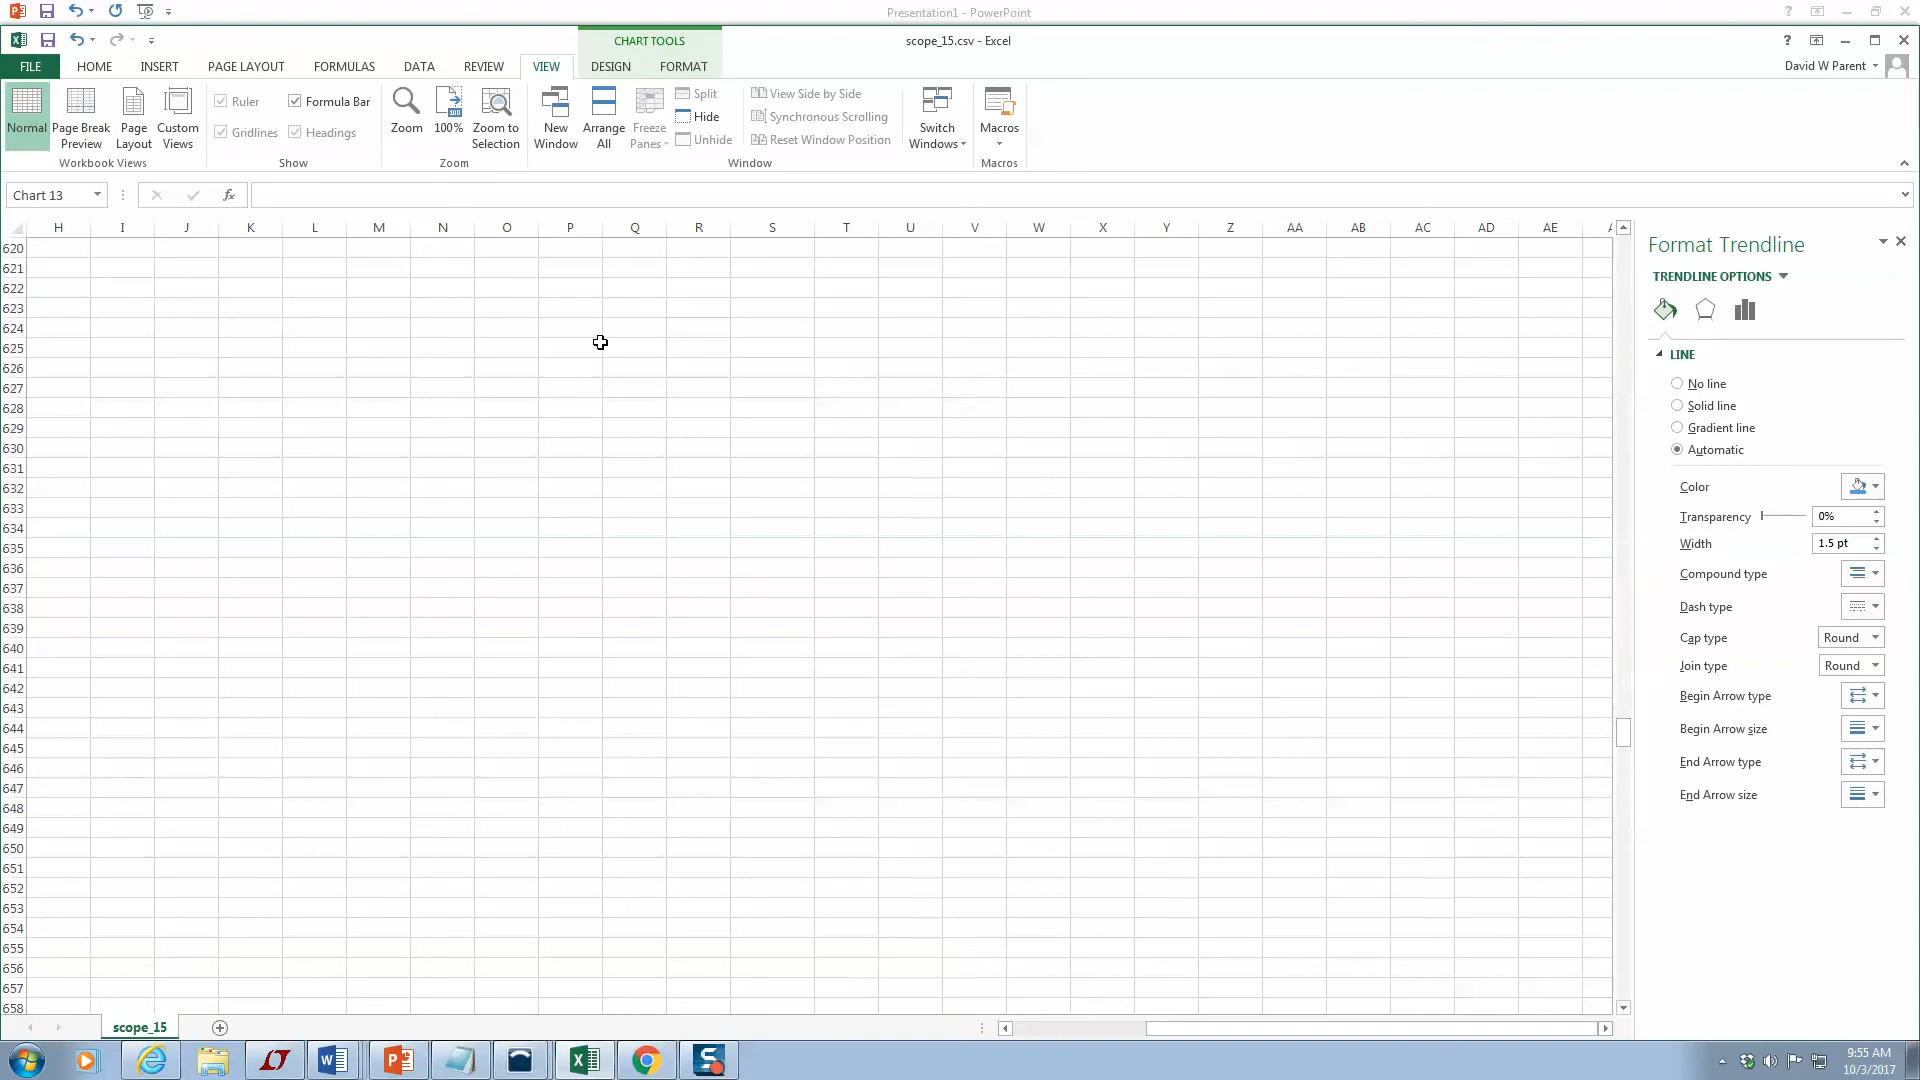 Presentation1 - PowerPoint
CHART TOOLS
scope_15.csv - Excel
FILE HOME INSERT PAGE LAYOUT FORMULAS DATA REVIEW VIEW DESIGN FORMAT David W Parent
Normal
Page Break Preview
Page Layout
Custom Views
Workbook Views
Ruler
Formula Bar
Gridlines
Headings
Show
Zoom
100%
Zoom to Selection
Zoom
New Window
Arrange All
Freeze Panes
Split
Hide
Unhide
View Side by Side
Synchronous Scrolling
Reset Window Position
Window
Switch Windows
Macros
Macros
Chart 13
fx
H I J K L M N O P Q R S T U V W X Y Z AA AB AC AD AE
620
621
622
623
624
625
626
627
628
629
630
631
632
633
634
635
636
637
638
639
640
641
642
643
644
645
646
647
648
649
650
651
652
653
654
655
656
657
658
Format Trendline
TRENDLINE OPTIONS
LINE
No line
Solid line
Gradient line
Automatic
Color
Transparency 0%
Width 1.5 pt
Compound type
Dash type
Cap type Round
Join type Round
Begin Arrow type
Begin Arrow size
End Arrow type
End Arrow size
scope_15
9:55 AM
10/3/2017